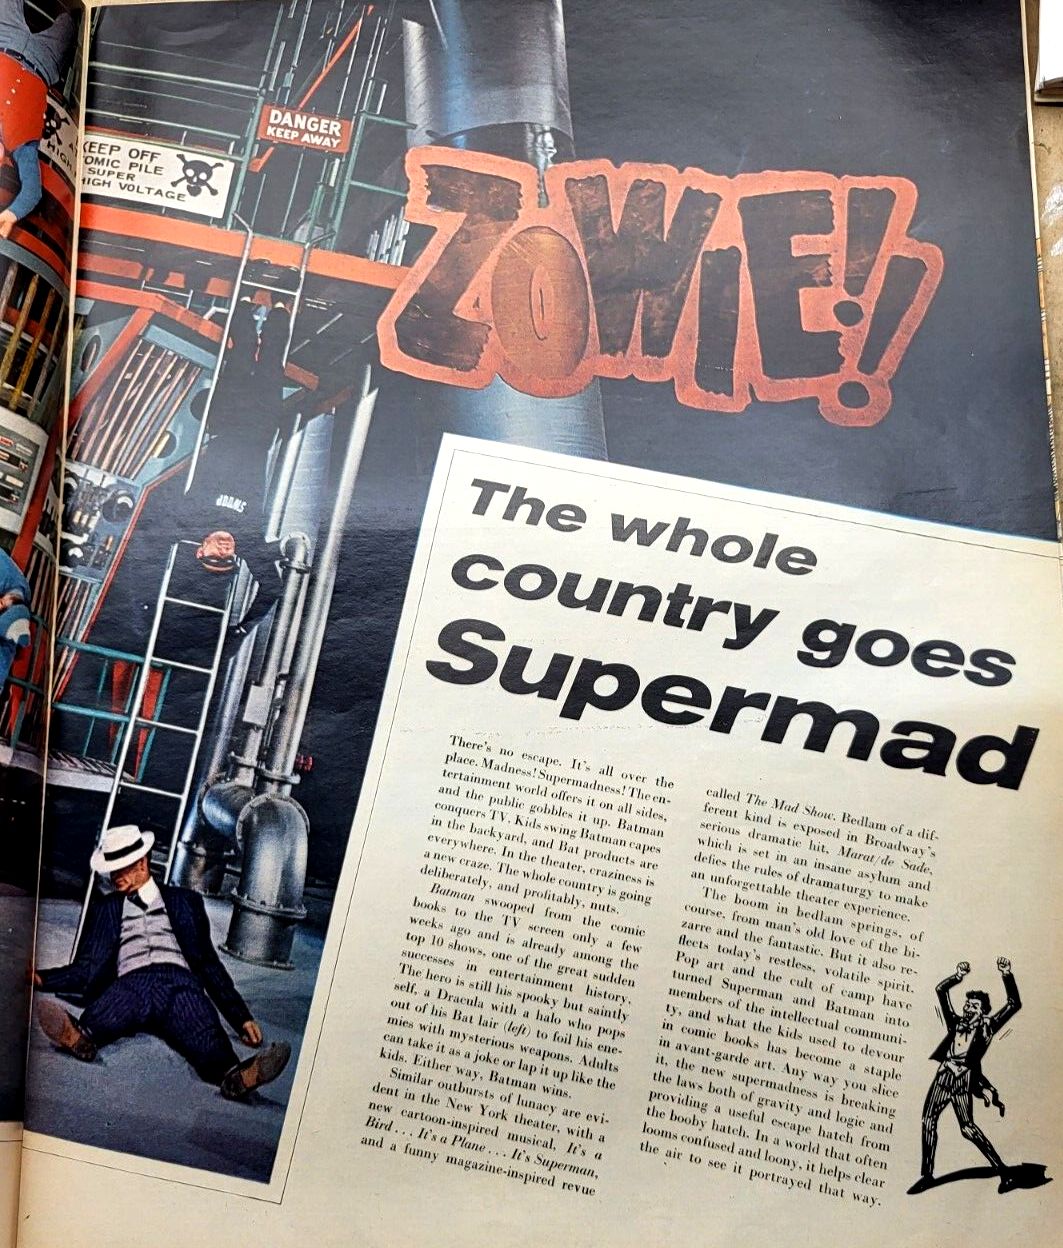 DANGER
KEEP AWAY
KEEP OFF
OMIC PILE
SUPER
HIGH VOLTAGE
ZOWIE!!
The whole
country goes
Supermad
There's no escape. It's all over the
place. Madness! Supermadness! The en-
tertainment world offers it on all sides,
and the public gobbles it up. Batman
conquers TV. Kids swing Batman capes
in the backyard, and Bat products are
everywhere. In the theater, craziness is
a new craze. The whole country is going
deliberately, and profitably, nuts.
Batman swooped from the comic
books to the TV screen only a few
weeks ago and is already among the
top 10 shows, one of the great sudden
successes in entertainment history.
The hero is still his spooky but saintly
self, a Dracula with a halo who pops
out of his Bat lair (left) to foil his ene-
mies with mysterious weapons. Adults
can take it as a joke or lap it up like the
kids. Either way, Batman wins.
Similar outbursts of lunacy are evi-
dent in the New York theater, with a
new cartoon-inspired musical, It's a
Bird . . . It's a Plane . . . It's Superman,
and a funny magazine-inspired revue
called The Mad Show. Bedlam of a dif-
ferent kind is exposed in Broadway's
serious dramatic hit, Marat/de Sade,
which is set in an insane asylum and
defies the rules of dramaturgy to make
an unforgettable theater experience.
The boom in bedlam springs, of
course, from man's old love of the bi-
zarre and the fantastic. But it also re-
flects today's restless, volatile spirit.
Pop art and the cult of camp have
turned Superman and Batman into
members of the intellectual communi-
ty, and what the kids used to devour
in comic books has become a staple
in avant-garde art. Any way you slice
it, the new supermadness is breaking
the laws both of gravity and logic and
providing a useful escape hatch from
the booby hatch. In a world that often
looms confused and loony, it helps clear
the air to see it portrayed that way.